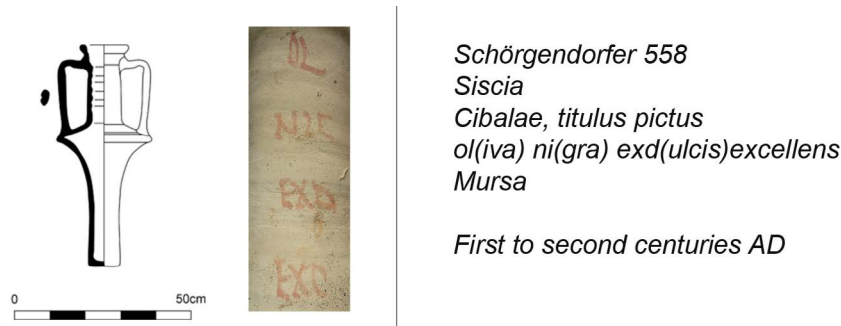 0
50cm
OL
NIC
EXD
EXC
Schörgendorfer 558
Siscia
Cibalae, titulus pictus
ol(iva) ni(gra) exd(ulcis)excellens
Mursa
First to second centuries AD